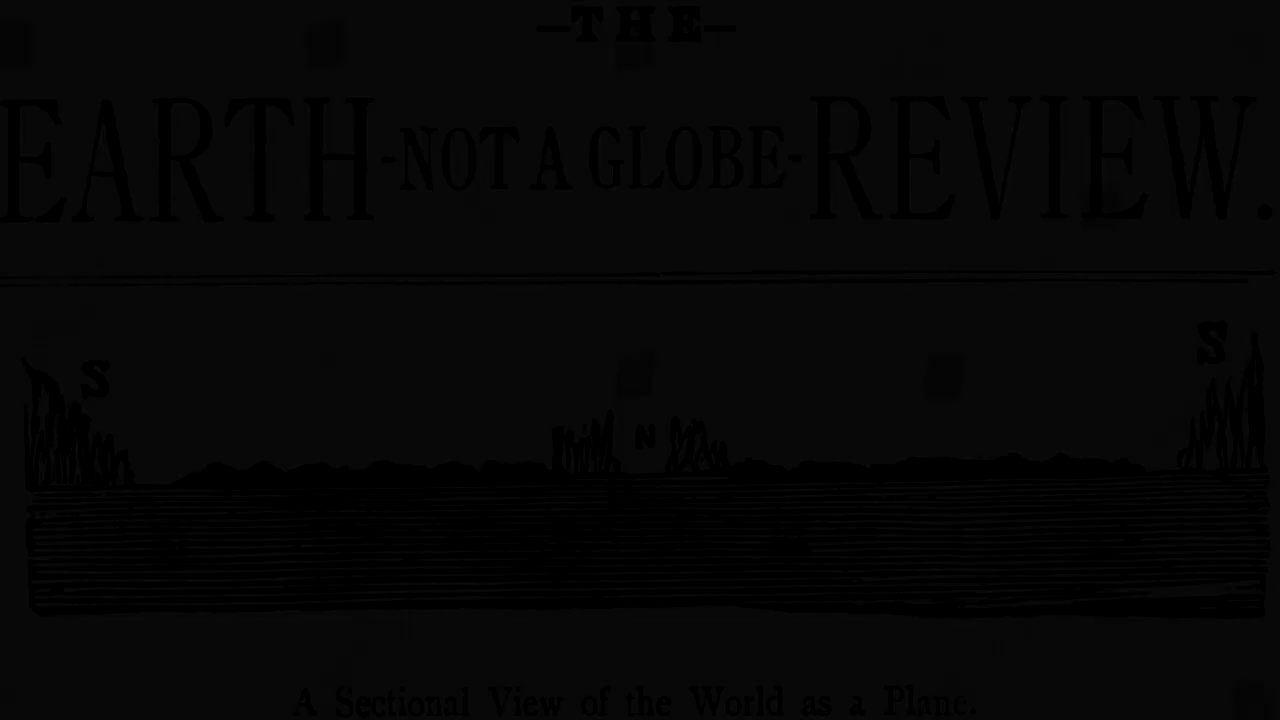 —THE—
EARTH-NOT A GLOBE-REVIEW.
S
S
N
A Sectional View of the World as a Plane.